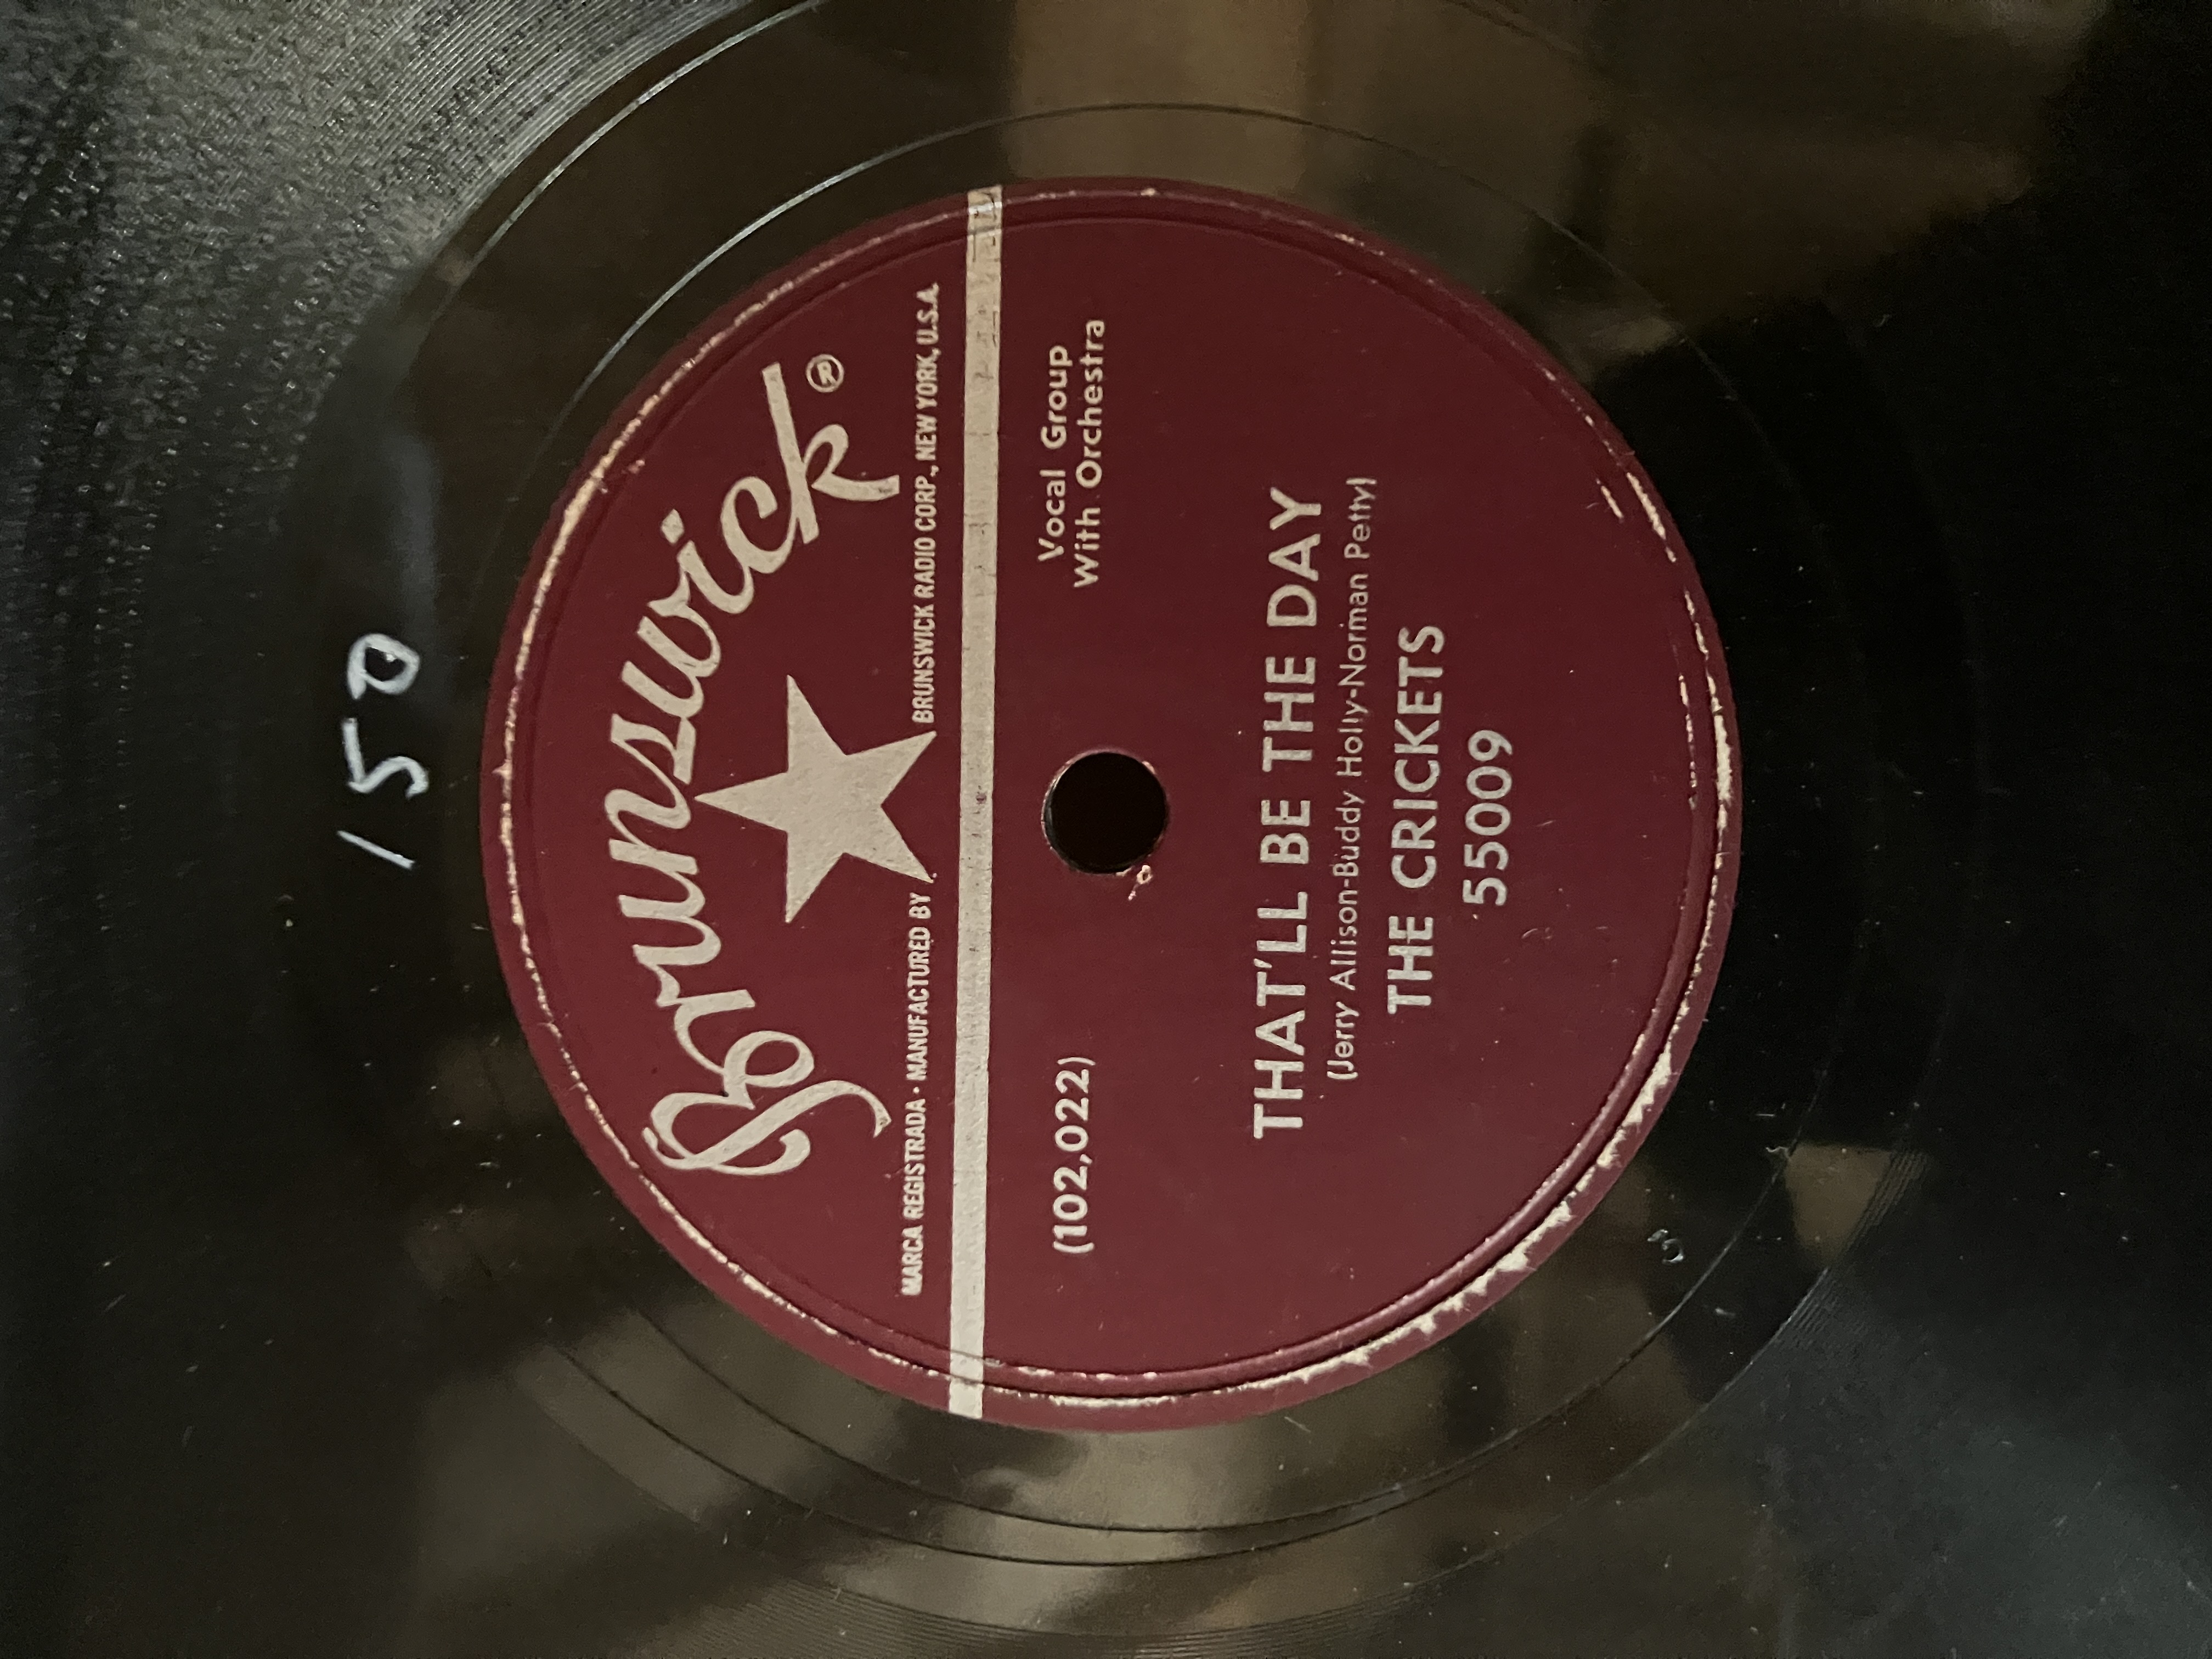 150
Brunswick ®
MARCA REGISTRADA • MANUFACTURED BY BRUNSWICK RADIO CORP., NEW YORK, U.S.A.
(102,022)
Vocal Group
With Orchestra
THAT'LL BE THE DAY
(Jerry Allison-Buddy Holly-Norman Petty)
THE CRICKETS
55009